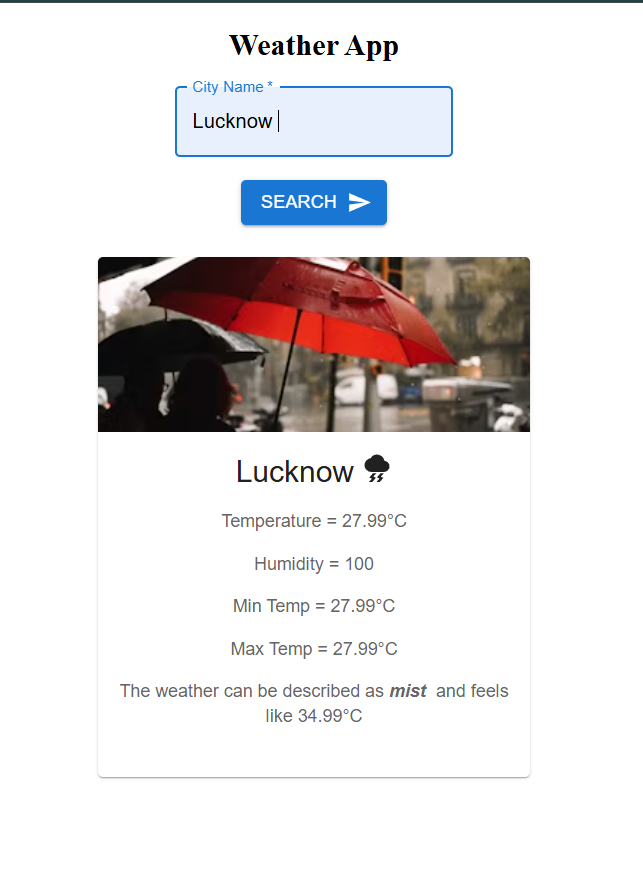 Weather App
City Name *
Lucknow
SEARCH
Lucknow
Temperature = 27.99°C
Humidity = 100
Min Temp = 27.99°C
Max Temp = 27.99°C
The weather can be described as mist and feels
like 34.99°C